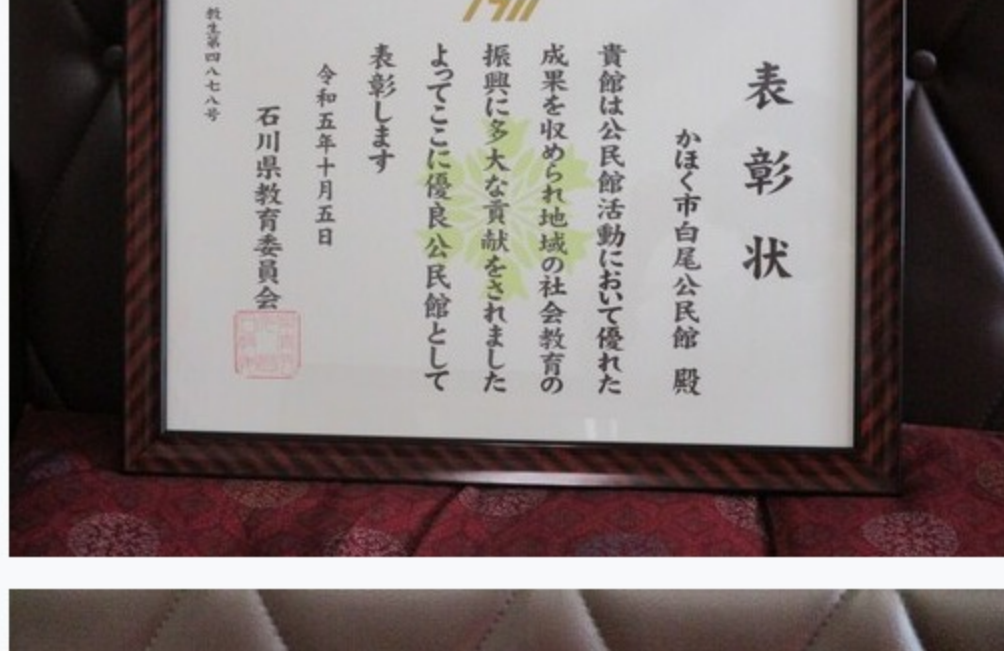 表彰状
かほく市白尾公民館 殿
貴館は公民館活動において優れた
成果を収められ地域の社会教育の
振興に多大な貢献をされました
よってここに優良公民館として
表彰します
令和五年十月五日
石川県教育委員会
教生第四八七八号